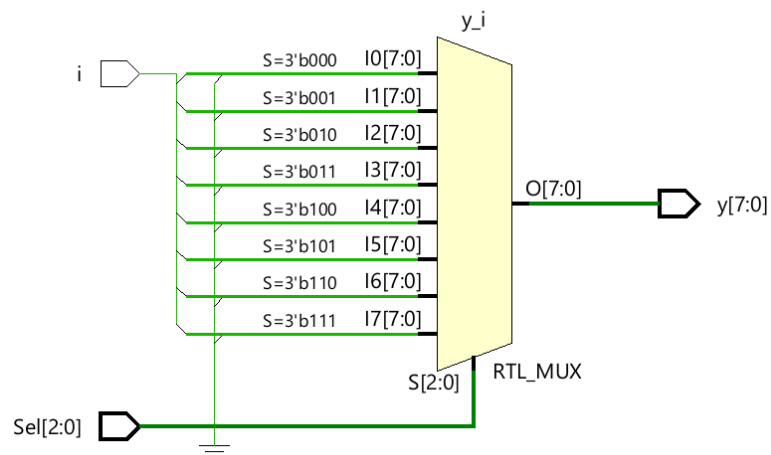 y_i
i
S=3'b000 I0[7:0]
S=3'b001 I1[7:0]
S=3'b010 I2[7:0]
S=3'b011 I3[7:0]
S=3'b100 I4[7:0]
S=3'b101 I5[7:0]
S=3'b110 I6[7:0]
S=3'b111 I7[7:0]
O[7:0]
y[7:0]
S[2:0]
RTL_MUX
Sel[2:0]